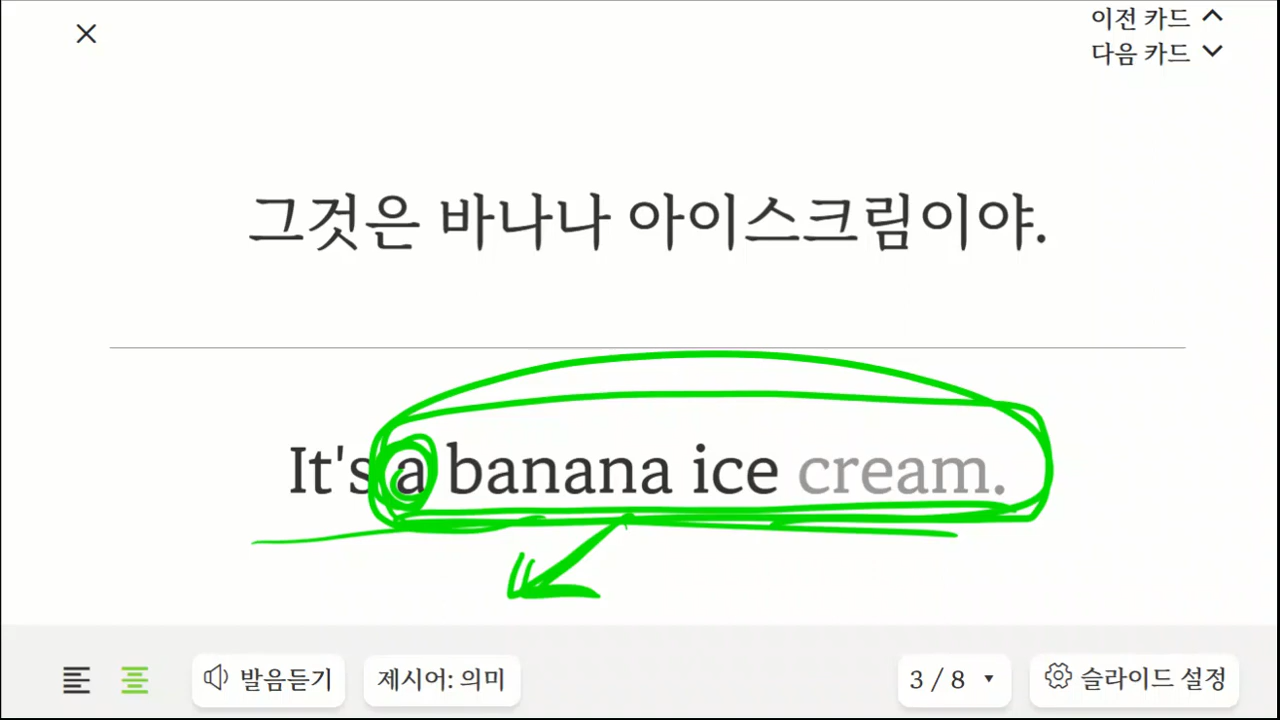 이전 카드
다음 카드
그것은 바나나 아이스크림이야.
It's a banana ice cream.
발음듣기 제시어: 의미 3 / 8 슬라이드 설정